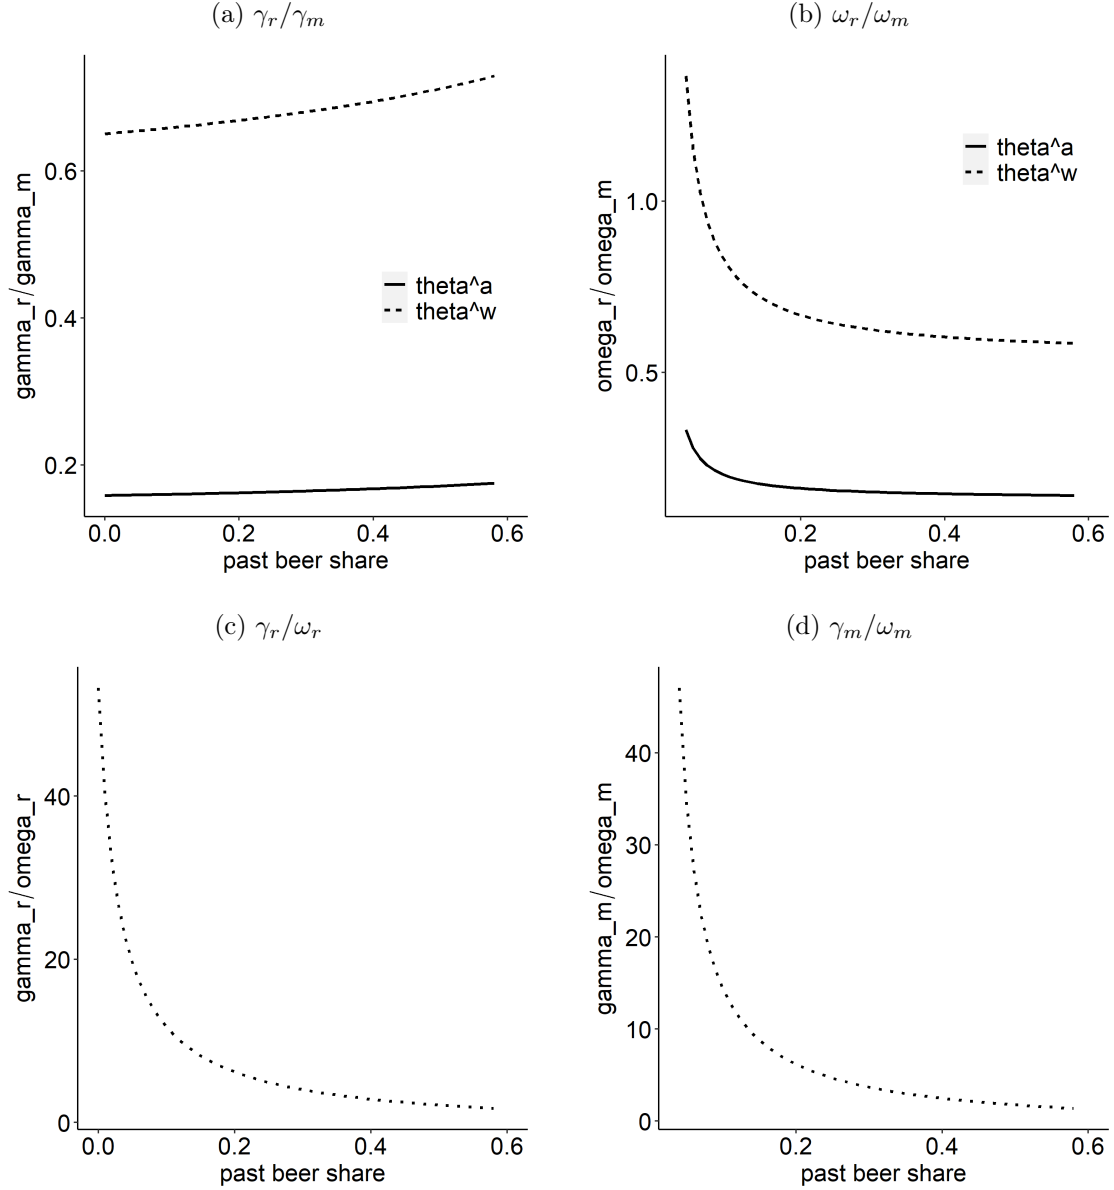 (a) γr/γm
gamma_r/gamma_m
0.6
0.4
0.2
theta^a
theta^w
0.0 0.2 0.4 0.6
past beer share
(b) ωr/ωm
omega_r/omega_m
1.0
0.5
theta^a
theta^w
0.2 0.4 0.6
past beer share
(c) γr/ωr
gamma_r/omega_r
40
20
0
0.0 0.2 0.4 0.6
past beer share
(d) γm/ωm
gamma_m/omega_m
40
30
20
10
0
0.2 0.4 0.6
past beer share